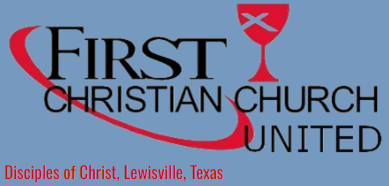 FIRST
CHRISTIAN CHURCH
UNITED
Disciples of Christ, Lewisville, Texas